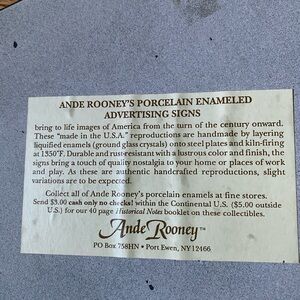 ANDE ROONEY'S PORCELAIN ENAMELED
ADVERTISING SIGNS
bring to life images of America from the turn of the century onward.
These "made in the U.S.A." reproductions are handmade by layering
liquified enamels (ground glass crystals) onto steel plates and kiln-firing
at 1350°F. Durable and rust-resistant with a lustrous color and finish, the
signs bring a touch of quality nostalgia to your home or places of work
and play. As these are authentic handcrafted reproductions, slight
variations are to be expected.
Collect all of Ande Rooney's porcelain enamels at fine stores.
Send $3.00 cash only no checks! within the Continental U.S. ($5.00 outside
U.S.) for our 40 page Historical Notes booklet on these collectibles.
Ande Rooney™
PO Box 758HN • Port Ewen, NY 12466